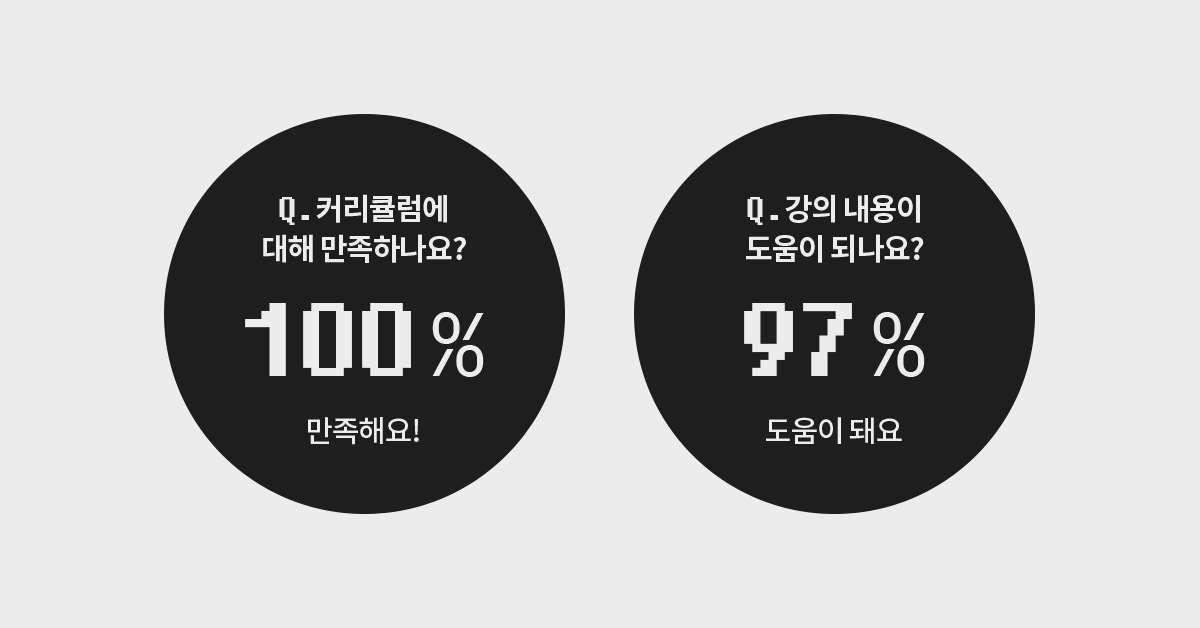 Q.커리큘럼에
대해 만족하나요?
100 %
만족해요!
Q.강의 내용이
도움이 되나요?
97 %
도움이 돼요